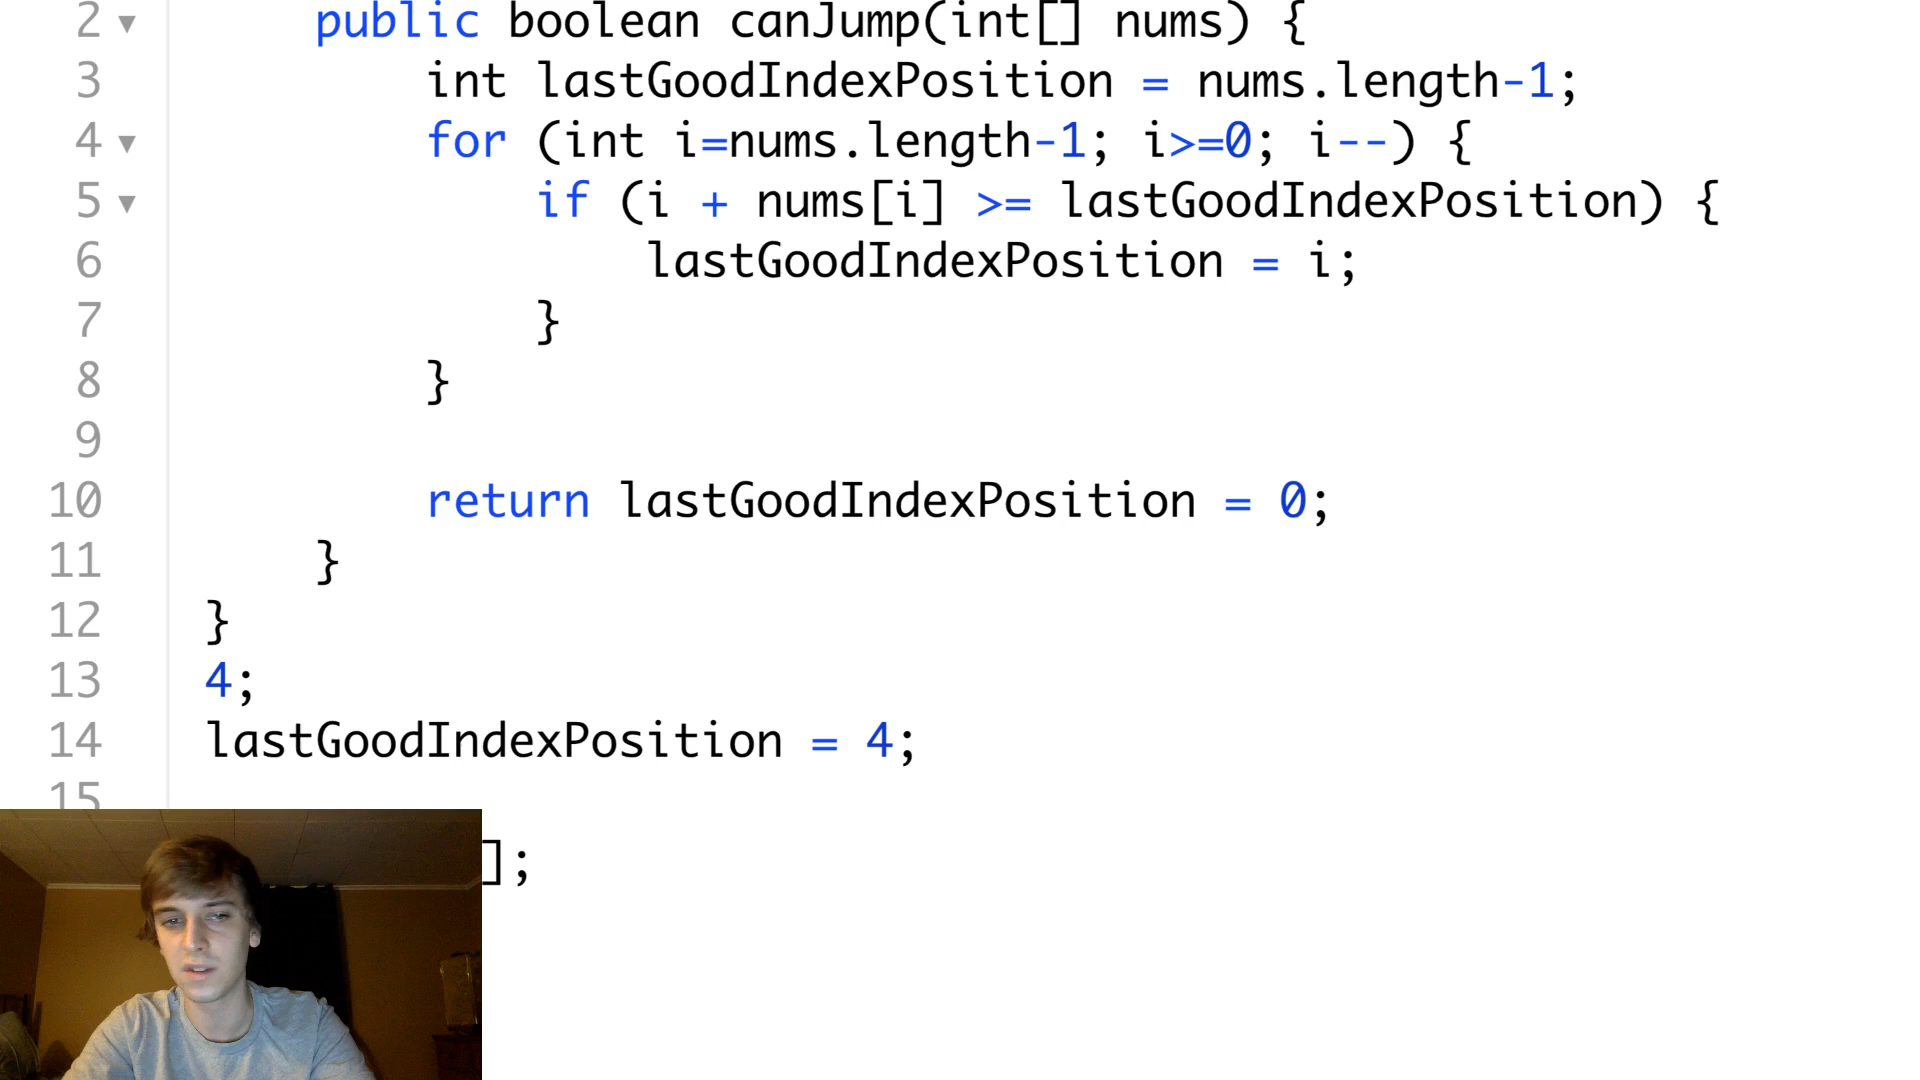 2 ▼ public boolean canJump(int[] nums) {
3 int lastGoodIndexPosition = nums.length-1;
4 ▼ for (int i=nums.length-1; i>=0; i--) {
5 ▼ if (i + nums[i] >= lastGoodIndexPosition) {
6 lastGoodIndexPosition = i;
7 }
8 }
9
10 return lastGoodIndexPosition = 0;
11 }
12 }
13 4;
14 lastGoodIndexPosition = 4;
15
];